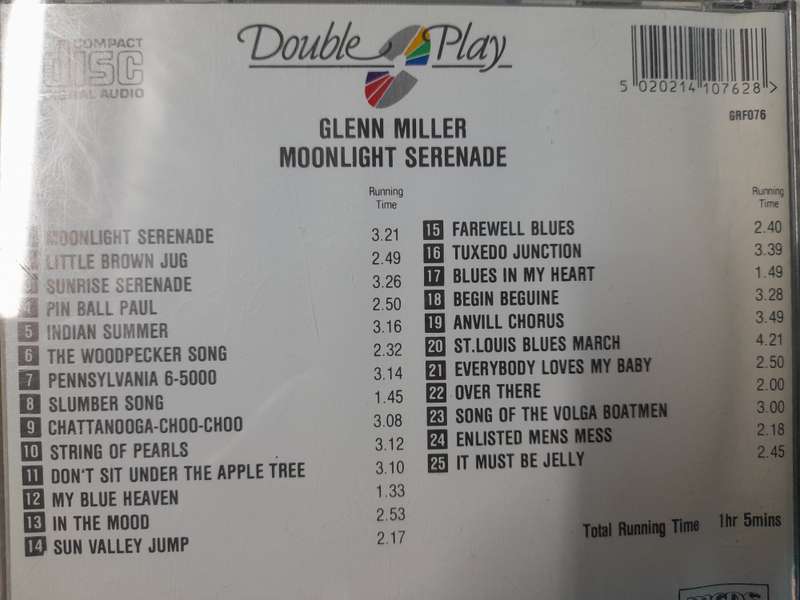 COMPACT
DISC
DIGITAL AUDIO
Double Play
5 020214 107628 >
GRF076
GLENN MILLER
MOONLIGHT SERENADE
Running
Time
MOONLIGHT SERENADE 3.21
LITTLE BROWN JUG 2.49
SUNRISE SERENADE 3.26
4 PIN BALL PAUL 2.50
5 INDIAN SUMMER 3.16
6 THE WOODPECKER SONG 2.32
7 PENNSYLVANIA 6-5000 3.14
8 SLUMBER SONG 1.45
9 CHATTANOOGA-CHOO-CHOO 3.08
10 STRING OF PEARLS 3.12
11 DON'T SIT UNDER THE APPLE TREE 3.10
12 MY BLUE HEAVEN 1.33
13 IN THE MOOD 2.53
14 SUN VALLEY JUMP 2.17
Running
Time
15 FAREWELL BLUES 2.40
16 TUXEDO JUNCTION 3.39
17 BLUES IN MY HEART 1.49
18 BEGIN BEGUINE 3.28
19 ANVILL CHORUS 3.49
20 ST.LOUIS BLUES MARCH 4.21
21 EVERYBODY LOVES MY BABY 2.50
22 OVER THERE 2.00
23 SONG OF THE VOLGA BOATMEN 3.00
24 ENLISTED MENS MESS 2.18
25 IT MUST BE JELLY 2.45
Total Running Time 1hr 5mins